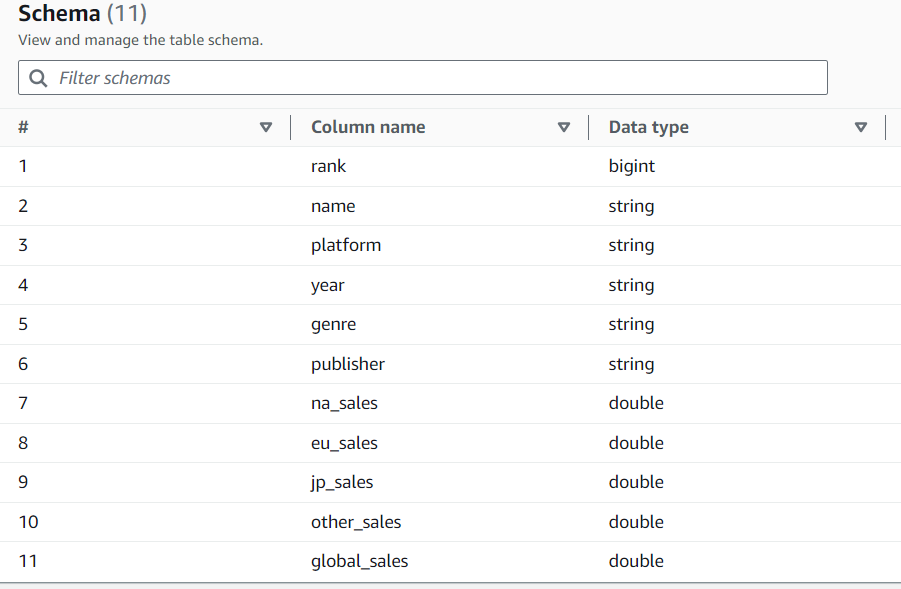 Schema (11)
View and manage the table schema.
Filter schemas
# Column name Data type
1 rank bigint
2 name string
3 platform string
4 year string
5 genre string
6 publisher string
7 na_sales double
8 eu_sales double
9 jp_sales double
10 other_sales double
11 global_sales double